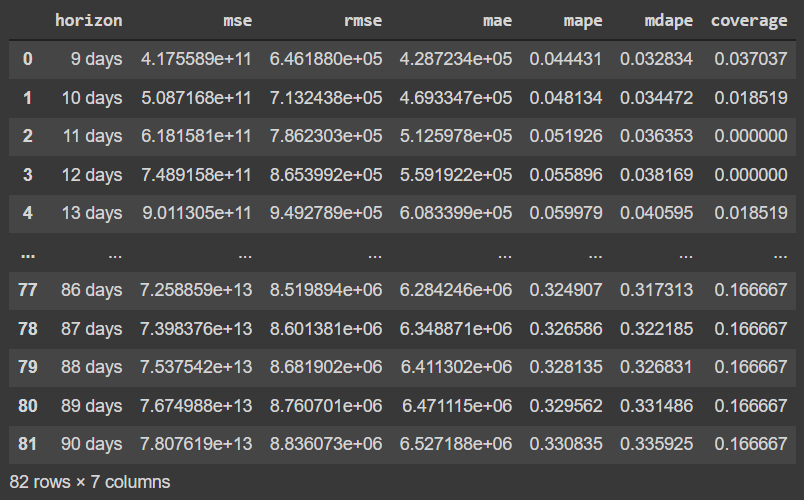 horizon mse rmse mae mape mdape coverage
0 9 days 4.175589e+11 6.461880e+05 4.287234e+05 0.044431 0.032834 0.037037
1 10 days 5.087168e+11 7.132438e+05 4.693347e+05 0.048134 0.034472 0.018519
2 11 days 6.181581e+11 7.862303e+05 5.125978e+05 0.051926 0.036353 0.000000
3 12 days 7.489158e+11 8.653992e+05 5.591922e+05 0.055896 0.038169 0.000000
4 13 days 9.011305e+11 9.492789e+05 6.083399e+05 0.059979 0.040595 0.018519
... ... ... ... ... ... ... ...
77 86 days 7.258859e+13 8.519894e+06 6.284246e+06 0.324907 0.317313 0.166667
78 87 days 7.398376e+13 8.601381e+06 6.348871e+06 0.326586 0.322185 0.166667
79 88 days 7.537542e+13 8.681902e+06 6.411302e+06 0.328135 0.326831 0.166667
80 89 days 7.674988e+13 8.760701e+06 6.471115e+06 0.329562 0.331486 0.166667
81 90 days 7.807619e+13 8.836073e+06 6.527188e+06 0.330835 0.335925 0.166667
82 rows × 7 columns